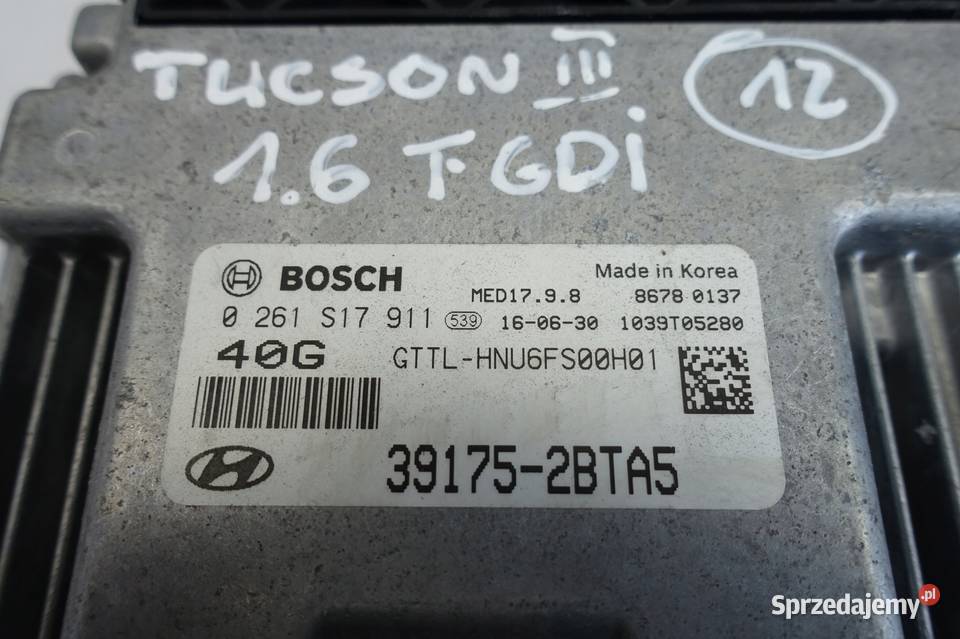 TUCSON III 12
1.6 T-GDi
BOSCH Made in Korea
MED17.9.8 8678 0137
0 261 S17 911 539 16-06-30 1039T05280
40G GTTL-HNU6FS00H01
39175-2BTA5
Sprzedajemy.pl